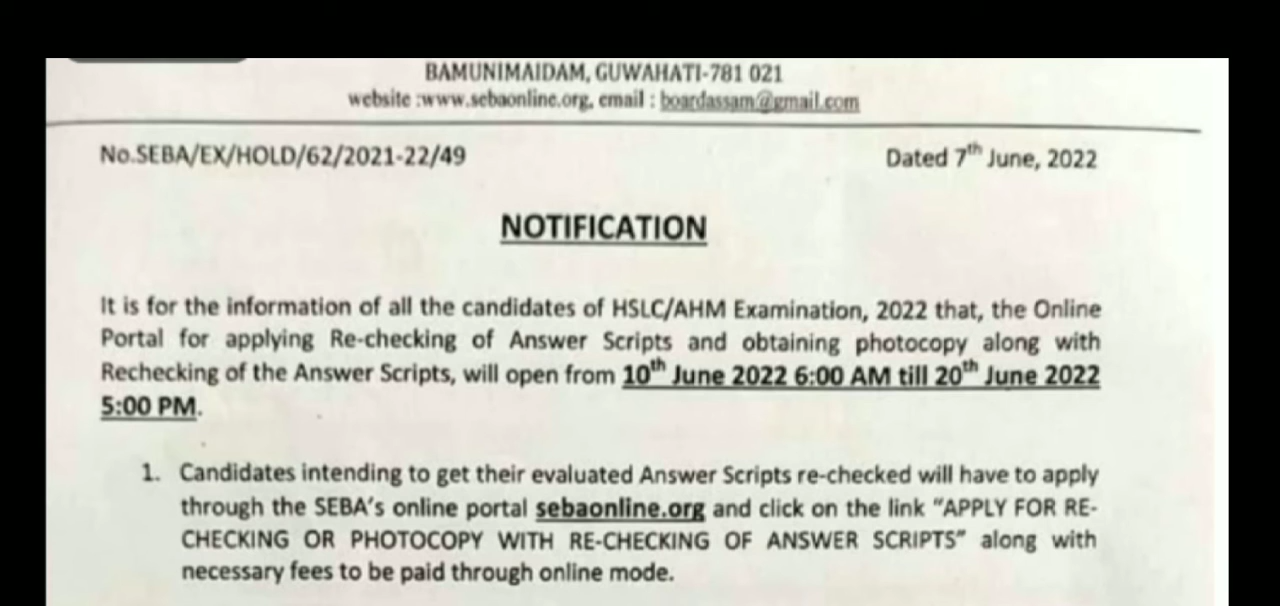 BAMUNIMAIDAM, GUWAHATI-781 021
website :www.sebaonline.org, email : boardassam@gmail.com
No.SEBA/EX/HOLD/62/2021-22/49 Dated 7th June, 2022
NOTIFICATION
It is for the information of all the candidates of HSLC/AHM Examination, 2022 that, the Online
Portal for applying Re-checking of Answer Scripts and obtaining photocopy along with
Rechecking of the Answer Scripts, will open from 10th June 2022 6:00 AM till 20th June 2022
5:00 PM.
1. Candidates intending to get their evaluated Answer Scripts re-checked will have to apply
through the SEBA's online portal sebaonline.org and click on the link "APPLY FOR RE-
CHECKING OR PHOTOCOPY WITH RE-CHECKING OF ANSWER SCRIPTS" along with
necessary fees to be paid through online mode.